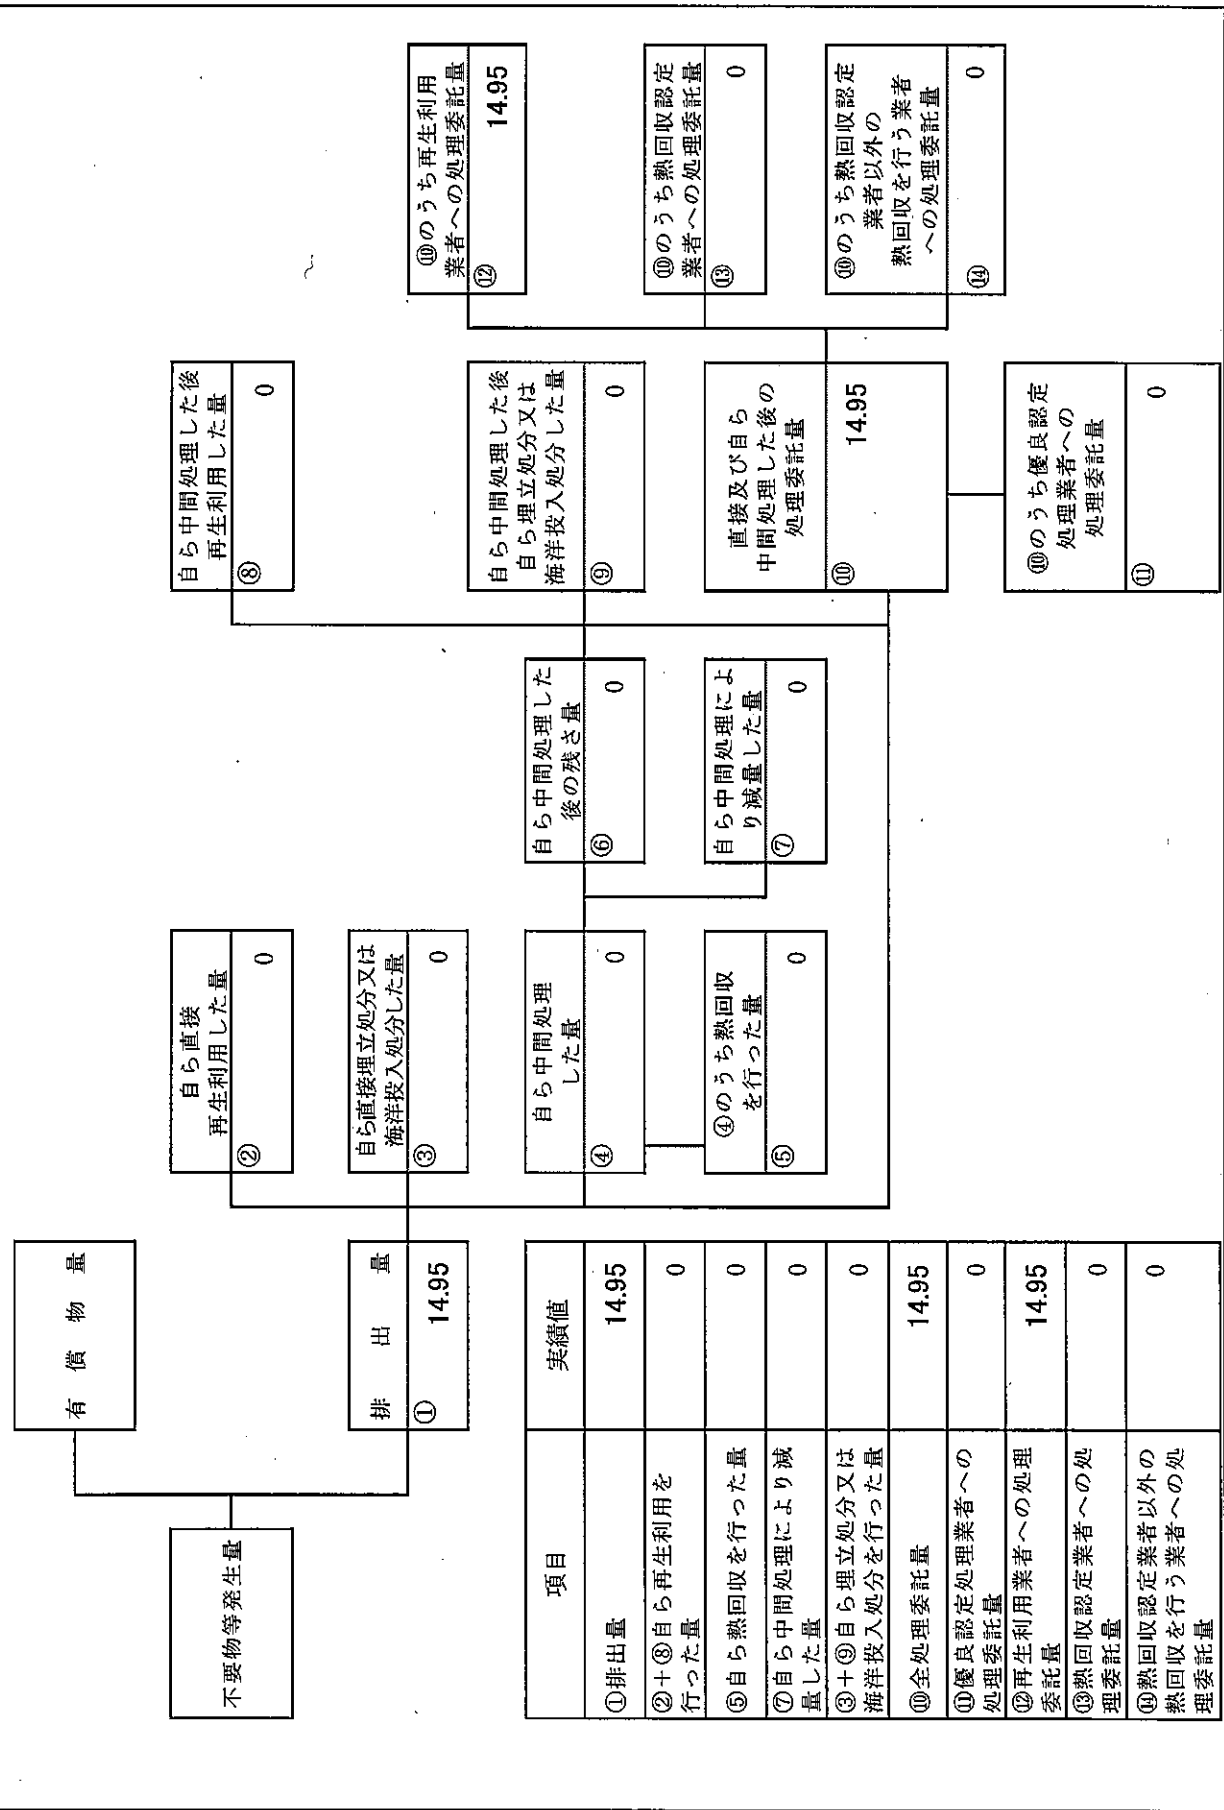 不要物等発生量
有償物量
排出量
① 14.95
自ら直接
再生利用した量
② 0
自ら直接埋立処分又は
海洋投入処分した量
③ 0
自ら中間処理
した量
④ 0
④のうち熱回収
を行った量
⑤ 0
自ら中間処理した
後の残さ量
⑥ 0
自ら中間処理によ
り減量した量
⑦ 0
自ら中間処理した後
再生利用した量
⑧ 0
自ら中間処理した後
自ら埋立処分又は
海洋投入処分した量
⑨ 0
直接及び自ら
中間処理した後の
処理委託量
⑩ 14.95
⑩のうち優良認定
処理業者への
処理委託量
⑪ 0
⑩のうち再生利用
業者への処理委託量
⑫ 14.95
⑩のうち熱回収認定
業者への処理委託量
⑬ 0
⑩のうち熱回収認定
業者以外の
熱回収を行う業者
への処理委託量
⑭ 0
項目 実績値
①排出量 14.95
②+⑧自ら再生利用を
行った量 0
⑤自ら熱回収を行った量 0
⑦自ら中間処理により減
量した量 0
③+⑨自ら埋立処分又は
海洋投入処分を行った量 0
⑩全処理委託量 14.95
⑪優良認定処理業者への
処理委託量 0
⑫再生利用業者への処理
委託量 14.95
⑬熱回収認定業者への処
理委託量 0
⑭熱回収認定業者以外の
熱回収を行う業者への処
理委託量 0